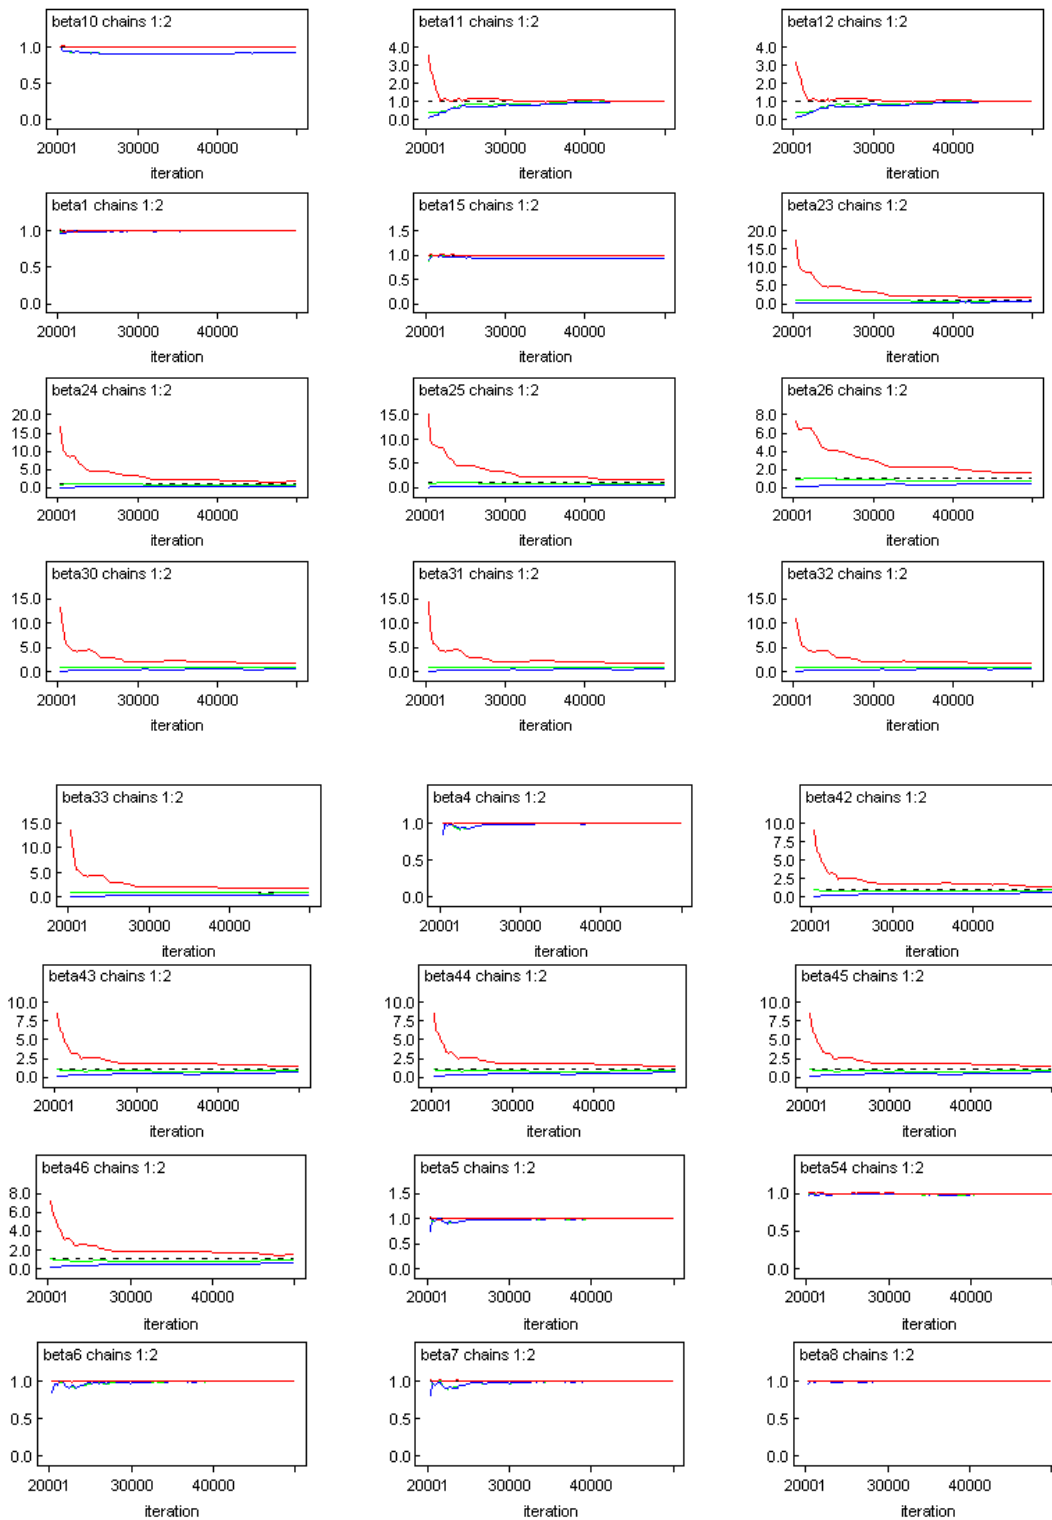 beta10 chains 1:2
1.0
0.5
0.0
20001 30000 40000
iteration
beta11 chains 1:2
4.0
3.0
2.0
1.0
0.0
20001 30000 40000
iteration
beta12 chains 1:2
4.0
3.0
2.0
1.0
0.0
20001 30000 40000
iteration
beta1 chains 1:2
1.0
0.5
0.0
20001 30000 40000
iteration
beta15 chains 1:2
1.5
1.0
0.5
0.0
20001 30000 40000
iteration
beta23 chains 1:2
20.0
15.0
10.0
5.0
0.0
20001 30000 40000
iteration
beta24 chains 1:2
20.0
15.0
10.0
5.0
0.0
20001 30000 40000
iteration
beta25 chains 1:2
15.0
10.0
5.0
0.0
20001 30000 40000
iteration
beta26 chains 1:2
8.0
6.0
4.0
2.0
0.0
20001 30000 40000
iteration
beta30 chains 1:2
15.0
10.0
5.0
0.0
20001 30000 40000
iteration
beta31 chains 1:2
15.0
10.0
5.0
0.0
20001 30000 40000
iteration
beta32 chains 1:2
15.0
10.0
5.0
0.0
20001 30000 40000
iteration
beta33 chains 1:2
15.0
10.0
5.0
0.0
20001 30000 40000
iteration
beta4 chains 1:2
1.0
0.5
0.0
20001 30000 40000
iteration
beta42 chains 1:2
10.0
7.5
5.0
2.5
0.0
20001 30000 40000
iteration
beta43 chains 1:2
10.0
7.5
5.0
2.5
0.0
20001 30000 40000
iteration
beta44 chains 1:2
10.0
7.5
5.0
2.5
0.0
20001 30000 40000
iteration
beta45 chains 1:2
10.0
7.5
5.0
2.5
0.0
20001 30000 40000
iteration
beta46 chains 1:2
8.0
6.0
4.0
2.0
0.0
20001 30000 40000
iteration
beta5 chains 1:2
1.5
1.0
0.5
0.0
20001 30000 40000
iteration
beta54 chains 1:2
1.0
0.5
0.0
20001 30000 40000
iteration
beta6 chains 1:2
1.0
0.5
0.0
20001 30000 40000
iteration
beta7 chains 1:2
1.0
0.5
0.0
20001 30000 40000
iteration
beta8 chains 1:2
1.0
0.5
0.0
20001 30000 40000
iteration